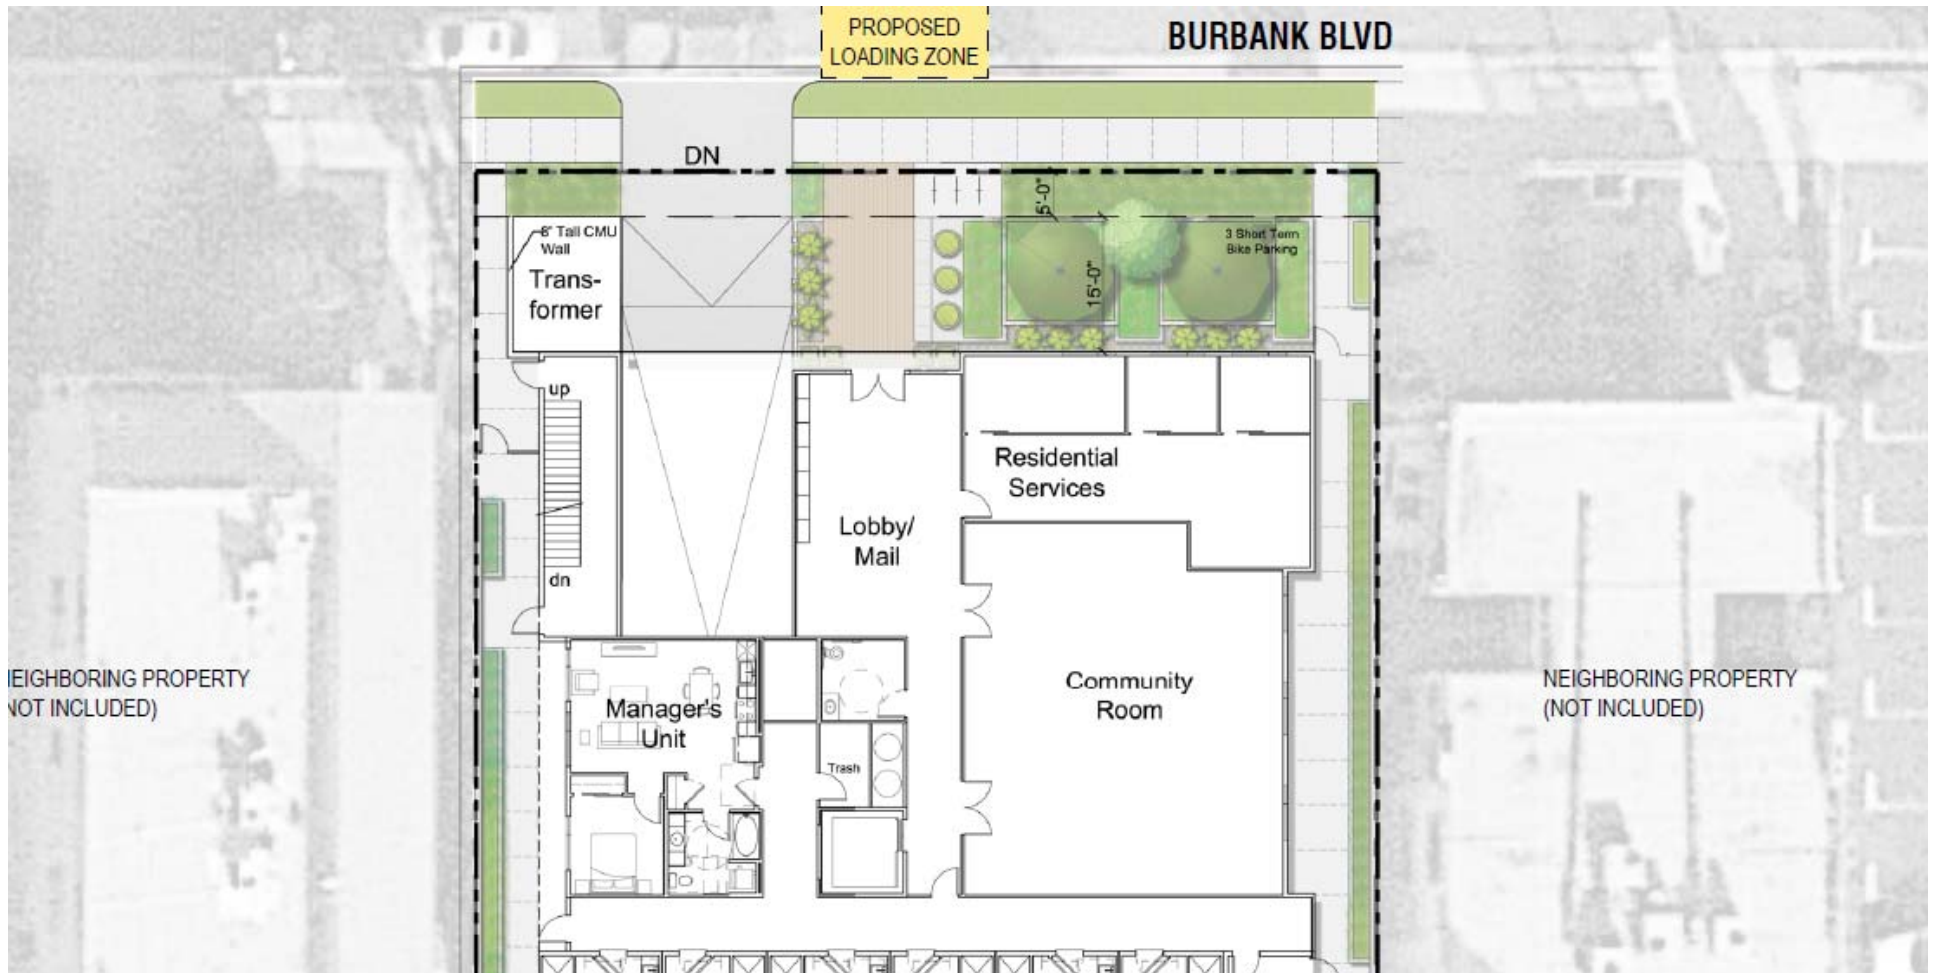 PROPOSED
LOADING ZONE
BURBANK BLVD
DN
5'-0"
6' Tall CMU
Wall
3 Short Term
Bike Parking
Trans-
former
15'-0"
up
Residential
Services
Lobby/
Mail
dn
EIGHBORING PROPERTY
NOT INCLUDED)
Manager's
Unit
Community
Room
NEIGHBORING PROPERTY
(NOT INCLUDED)
Trash